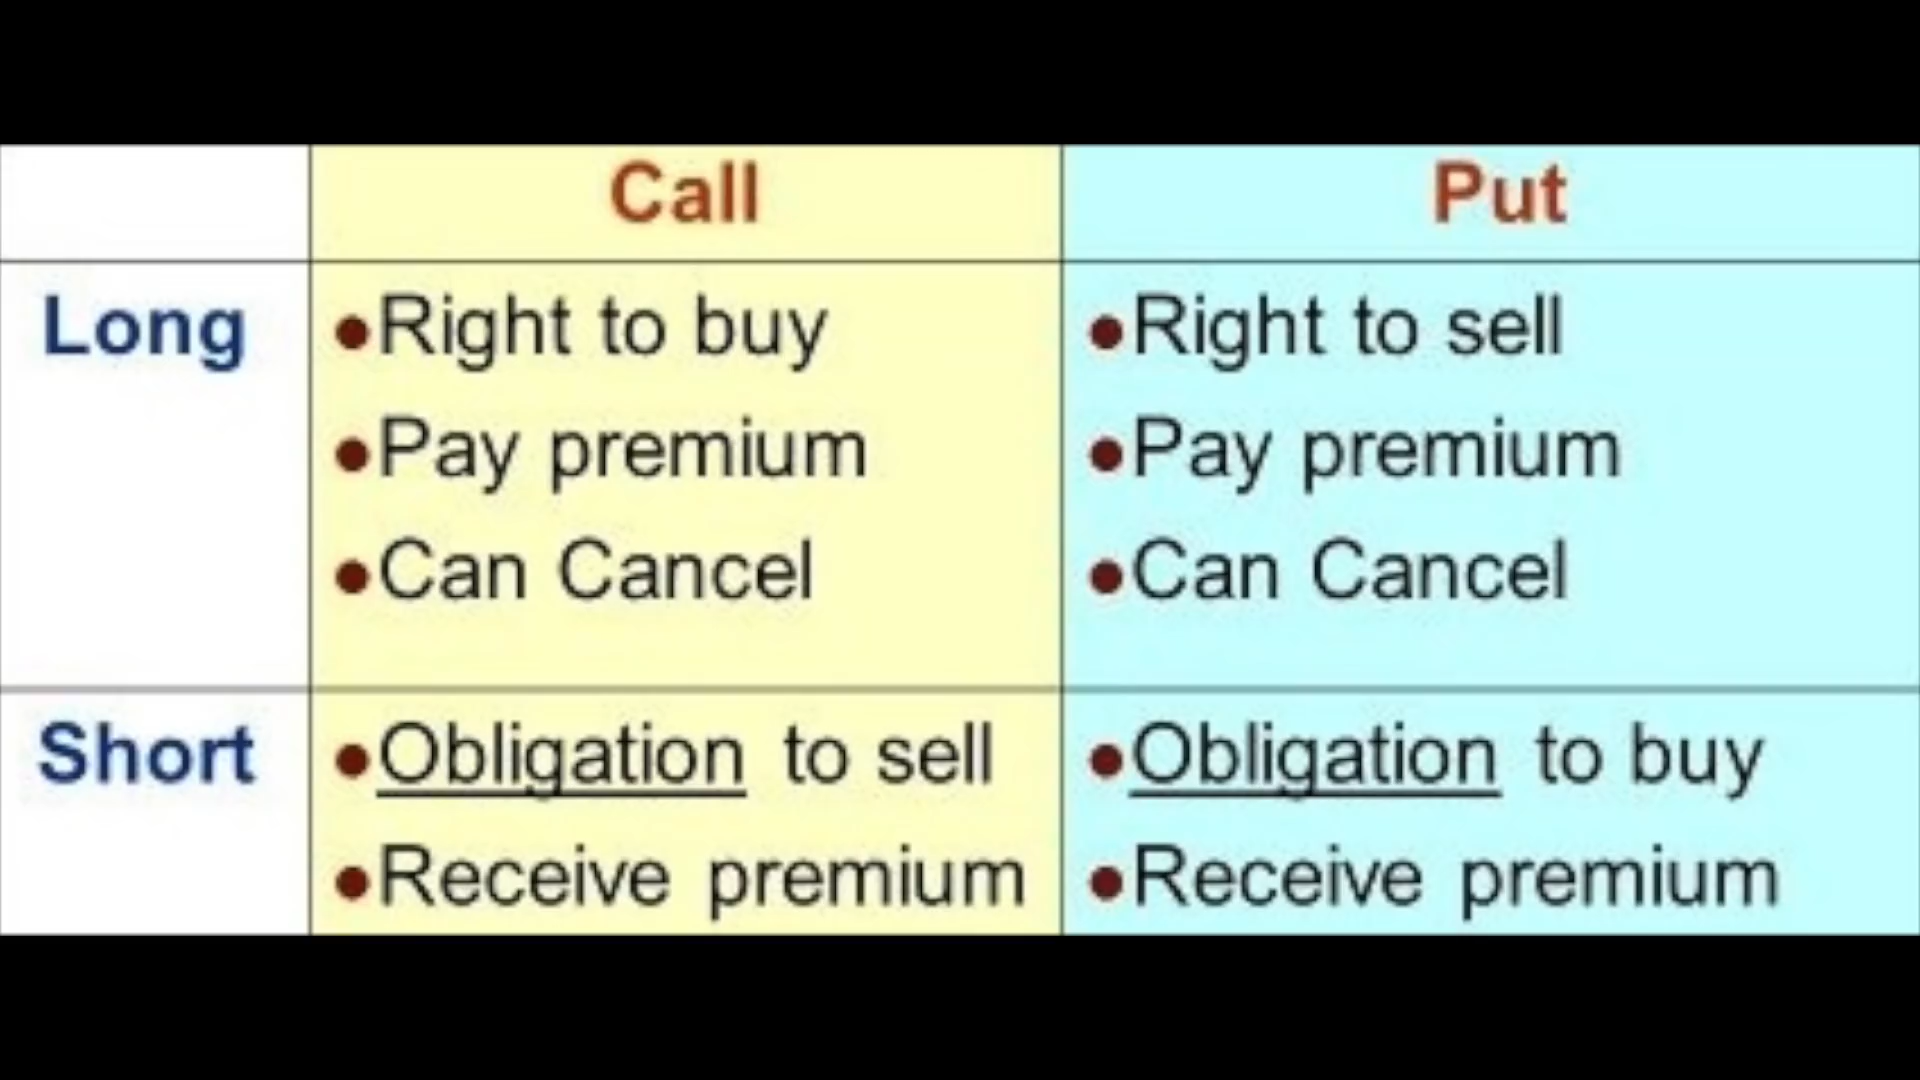 Call
Put
Long
●Right to buy
●Pay premium
●Can Cancel
●Right to sell
●Pay premium
●Can Cancel
Short
●Obligation to sell
●Receive premium
●Obligation to buy
●Receive premium